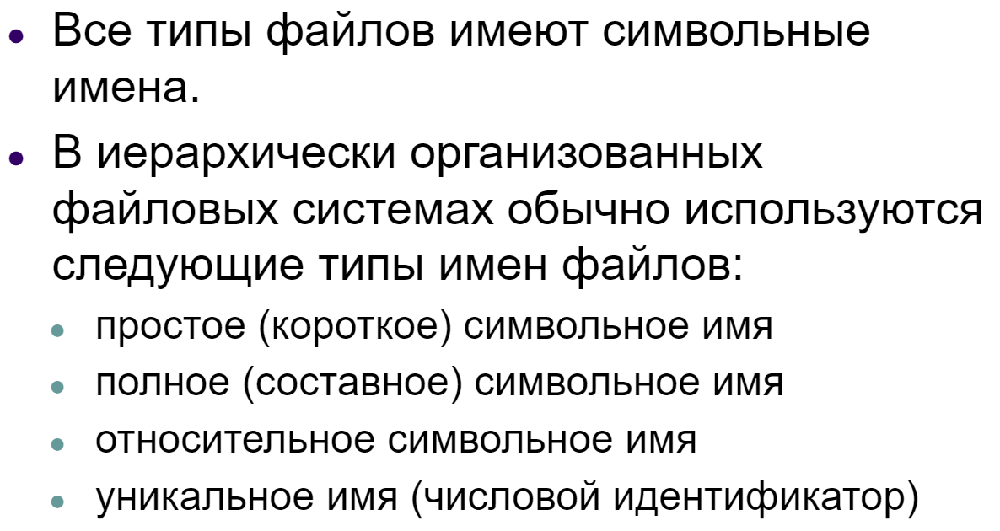 • Все типы файлов имеют символьные
имена.
• В иерархически организованных
файловых системах обычно используются
следующие типы имен файлов:
• простое (короткое) символьное имя
• полное (составное) символьное имя
• относительное символьное имя
• уникальное имя (числовой идентификатор)